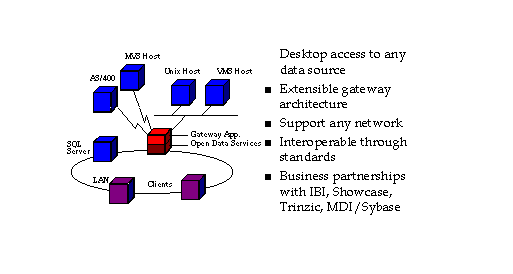 MVS Host
AS/400
Unix Host
VMS Host
Gateway App.
Open Data Services
SQL
Server
LAN
Clients
Desktop access to any
data source
■ Extensible gateway
architecture
■ Support any network
■ Interoperable through
standards
■ Business partnerships
with IBI, Showcase,
Trinzic, MDI/Sybase